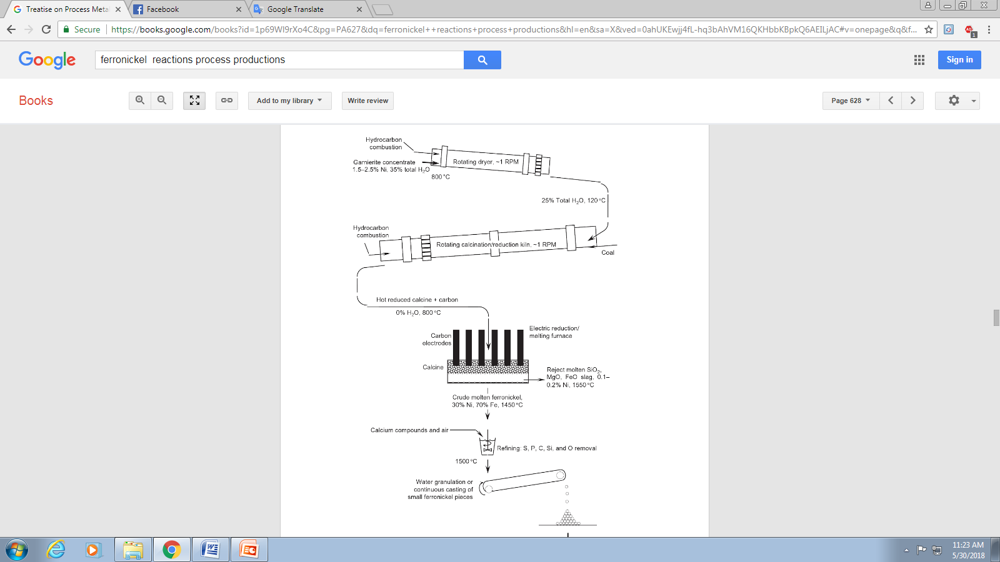 Treatise on Process Meta
Facebook
Google Translate
Secure
https://books.google.com/books?id=1p69WI9rXo4C&pg=PA627&dq=ferronickel++reactions+process+productions&hl=en&sa=X&ved=0ahUKEwjj4fL-hq3bAhVM16QKHbbKBpkQ6AEILjAC#v=onepage&q&f...
1
Google
ferronickel  reactions process productions
Sign in
Books
Add to my library
Write review
Page 628
Hydrocarbon
combustion
Garnierite concentrate
1.5–2.5% Ni, 35% total H₂O
Rotating dryer, ~1 RPM
800 °C
25% Total H₂O, 120 °C
Hydrocarbon
combustion
Rotating calcination/reduction kiln, ~1 RPM
Coal
Hot reduced calcine + carbon
0% H₂O, 800 °C
Electric reduction/
melting furnace
Carbon
electrodes
Calcine
Reject molten SiO₂,
MgO, FeO slag, 0.1–
0.2% Ni, 1550 °C
Crude molten ferronickel,
30% Ni, 70% Fe, 1450 °C
Calcium compounds and air
Refining: S, P, C, Si, and O removal
1500 °C
Water granulation or
continuous casting of
small ferronickel pieces
11:23 AM
5/30/2018